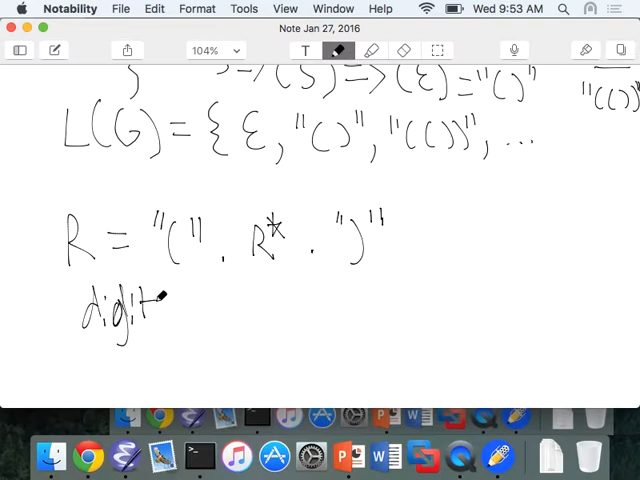 Notability File Edit Format Tools View Window Help Wed 9:53 AM
Note Jan 27, 2016
104% T
S => (S) => (ε) = "()"
"(())"
L(G) = { ε, "()", "(())", ...
R = "(" . R* . ")"
digit